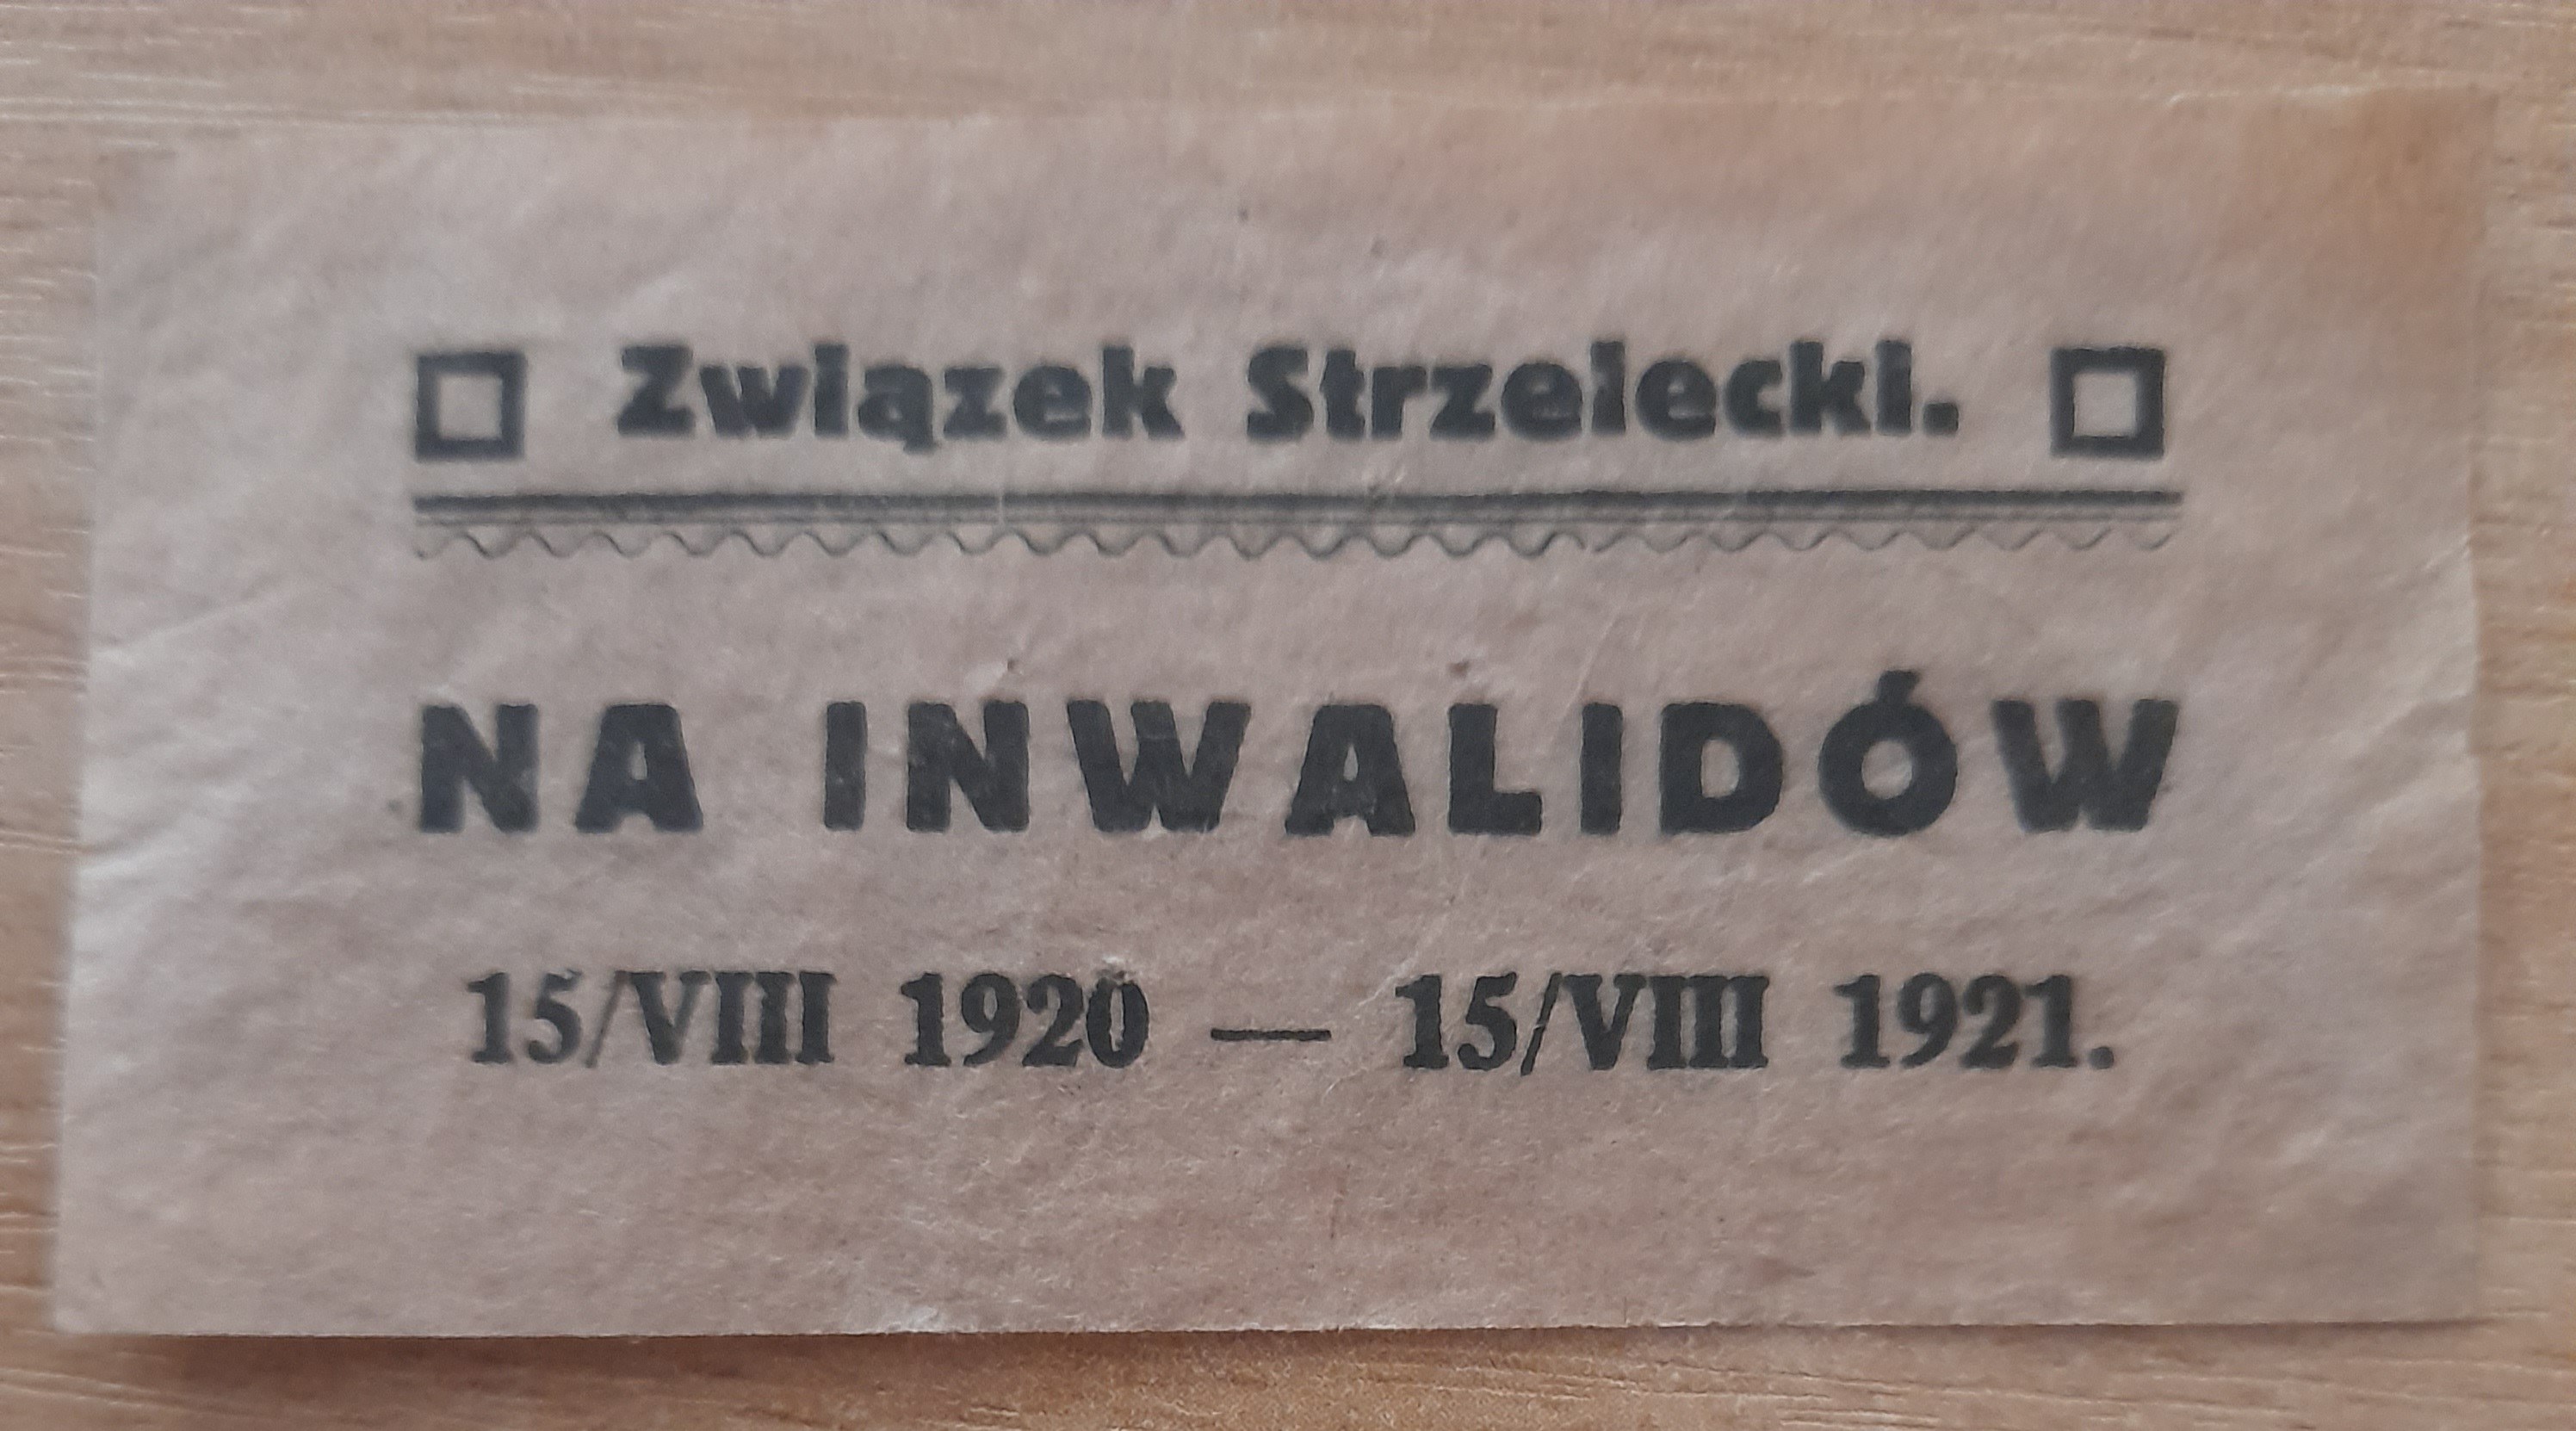 Związek Strzelecki.
NA INWALIDÓW
15/VIII 1920 — 15/VIII 1921.